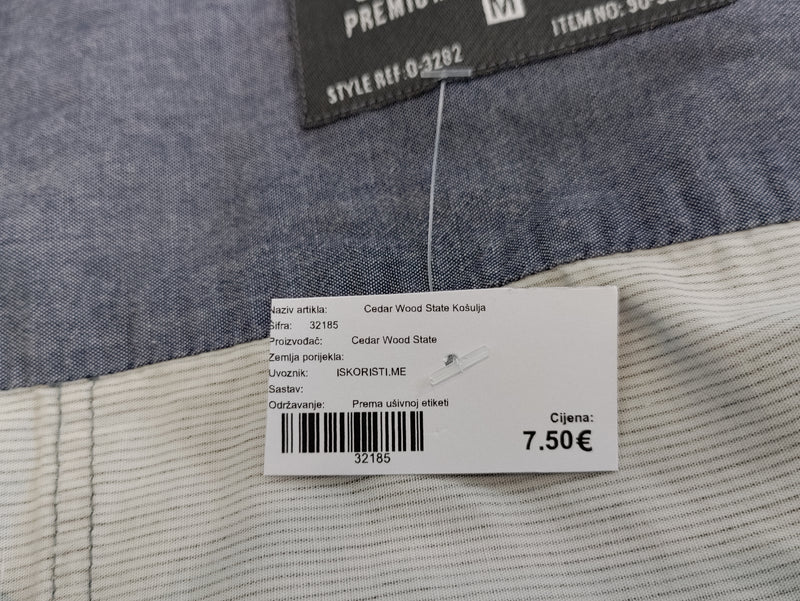 PREMIUM
M
STYLE REF:O-3282
ITEM NO: 90-
Naziv artikla: Cedar Wood State Košulja
Šifra: 32185
Proizvođač: Cedar Wood State
Zemlja porijekla:
Uvoznik: ISKORISTI.ME
Sastav:
Održavanje: Prema ušivnoj etiketi
32185
Cijena:
7.50€